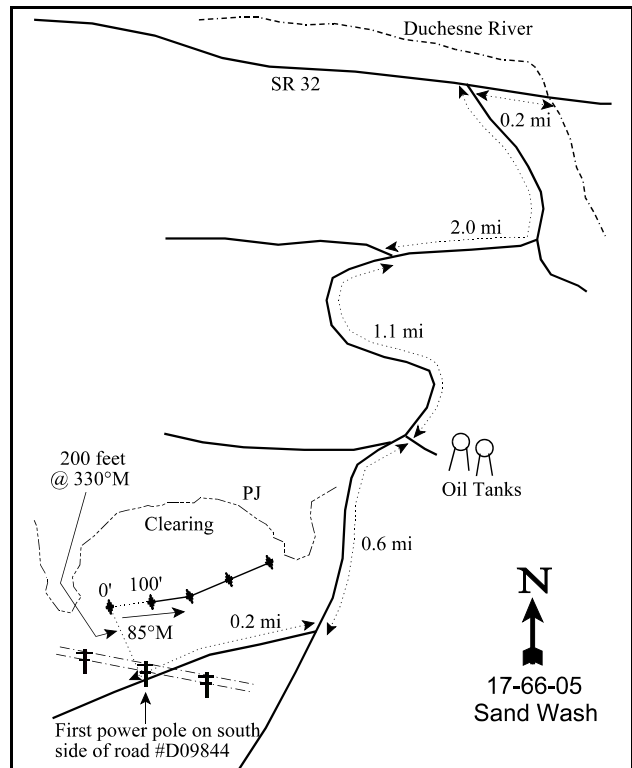 Duchesne River
SR 32
0.2 mi
2.0 mi
1.1 mi
200 feet
@ 330°M
PJ
Oil Tanks
Clearing
0.6 mi
0'
100'
N
0.2 mi
85°M
17-66-05
Sand Wash
First power pole on south
side of road #D09844